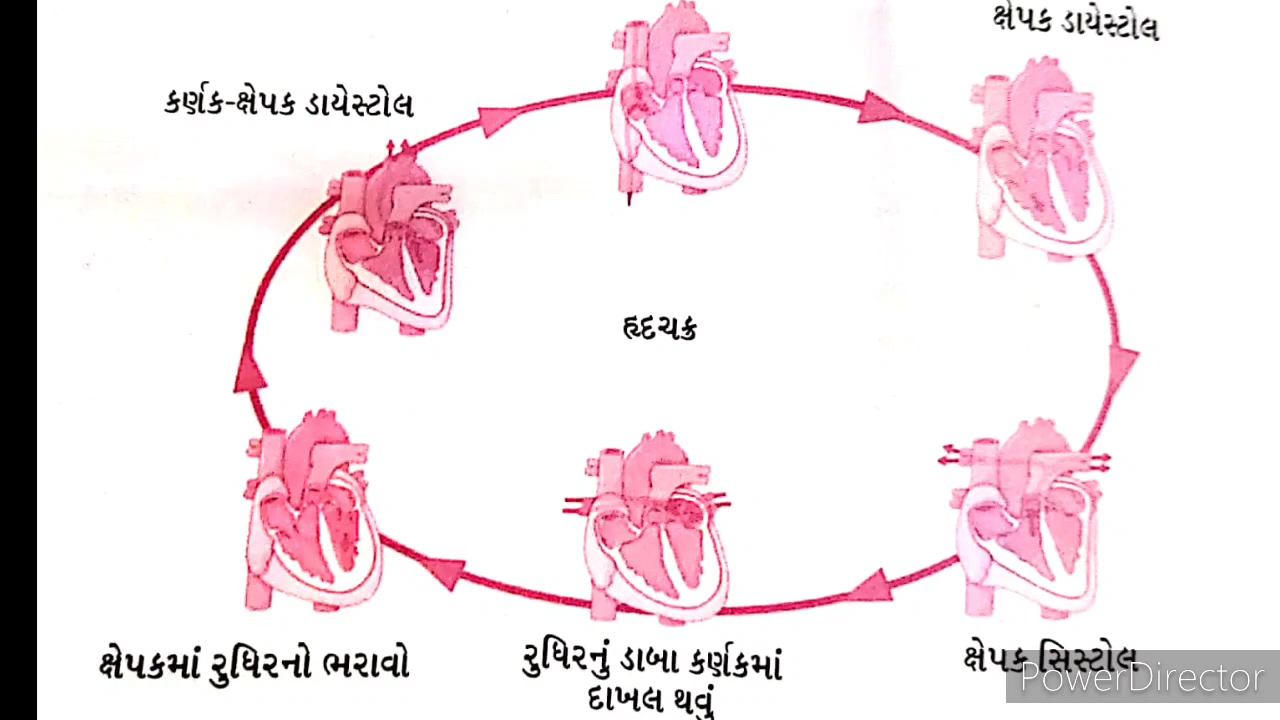 ક્ષેપક ડાયેસ્ટોલ
કર્ણક-ક્ષેપક ડાયેસ્ટોલ
હૃદચક્ર
ક્ષેપકમાં રુધિરનો ભરાવો
રુધિરનું ડાબા કર્ણકમાં
દાખલ થવું
ક્ષેપક સિસ્ટોલ
PowerDirector